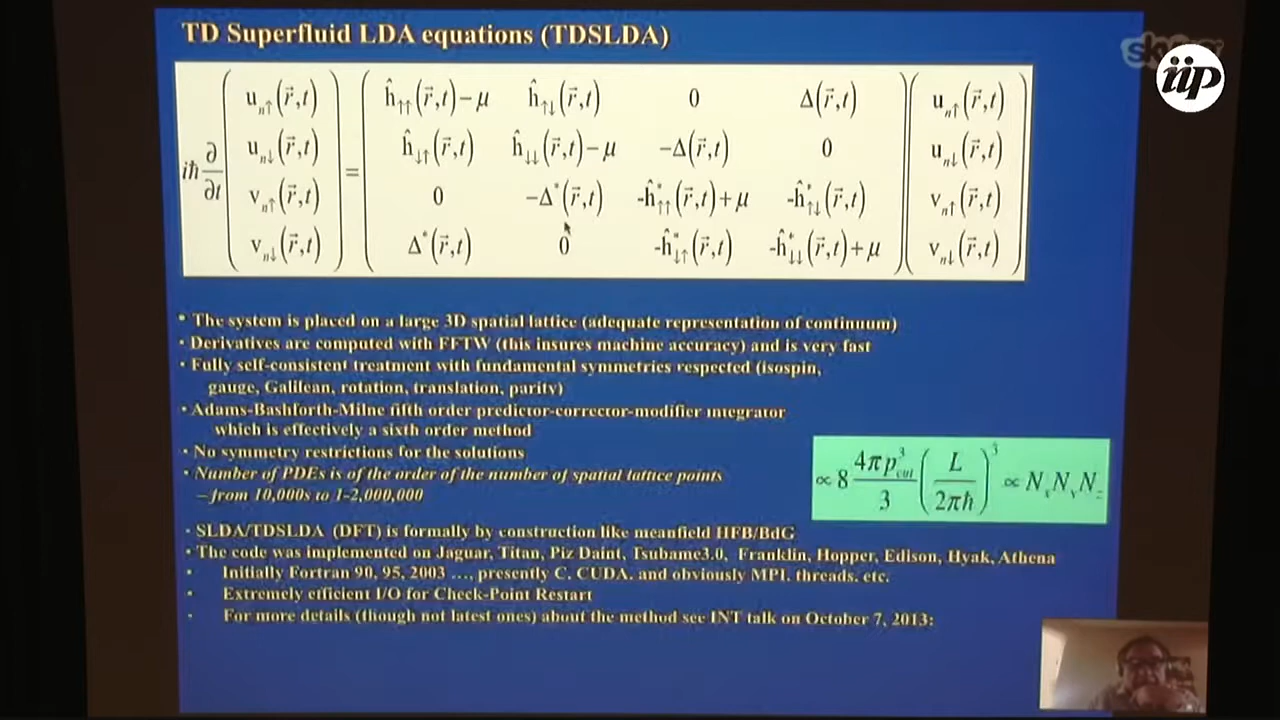 TD Superfluid LDA equations (TDSLDA)
iħ ∂/∂t ( u_n↑(r⃗,t) u_n↓(r⃗,t) v_n↑(r⃗,t) v_n↓(r⃗,t) ) =
ĥ↑↑(r⃗,t)−μ ĥ↑↓(r⃗,t) 0 Δ(r⃗,t) u_n↑(r⃗,t)
ĥ↓↑(r⃗,t) ĥ↓↓(r⃗,t)−μ −Δ(r⃗,t) 0 u_n↓(r⃗,t)
0 −Δ*(r⃗,t) -ĥ*↑↑(r⃗,t)+μ -ĥ*↑↓(r⃗,t) v_n↑(r⃗,t)
Δ*(r⃗,t) 0 -ĥ*↓↑(r⃗,t) -ĥ*↓↓(r⃗,t)+μ v_n↓(r⃗,t)
• The system is placed on a large 3D spatial lattice (adequate representation of continuum)
• Derivatives are computed with FFTW (this insures machine accuracy) and is very fast
• Fully self-consistent treatment with fundamental symmetries respected (isospin,
gauge, Galilean, rotation, translation, parity)
• Adams-Bashforth-Milne fifth order predictor-corrector-modifier integrator
which is effectively a sixth order method
• No symmetry restrictions for the solutions
• Number of PDEs is of the order of the number of spatial lattice points
– from 10,000s to 1-2,000,000
∝ 8 4πp³_cut/3 (L/2πħ)³ ∝ N_x N_y N_z
• SLDA/TDSLDA (DFT) is formally by construction like meanfield HFB/BdG
• The code was implemented on Jaguar, Titan, Piz Daint, Tsubame3.0, Franklin, Hopper, Edison, Hyak, Athena
• Initially Fortran 90, 95, 2003 …, presently C, CUDA, and obviously MPI, threads, etc.
• Extremely efficient I/O for Check-Point Restart
• For more details (though not latest ones) about the method see INT talk on October 7, 2013:
iip